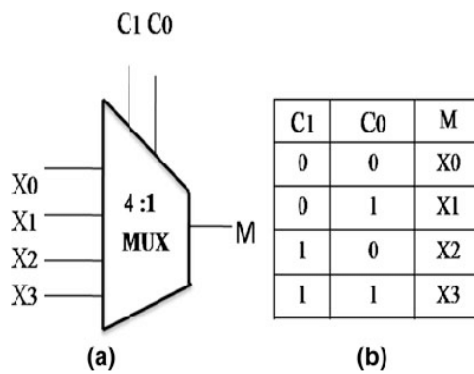 C1 C0
X0
X1
X2
X3
4 :1
MUX
M
(a)
C1 C0 M
0 0 X0
0 1 X1
1 0 X2
1 1 X3
(b)